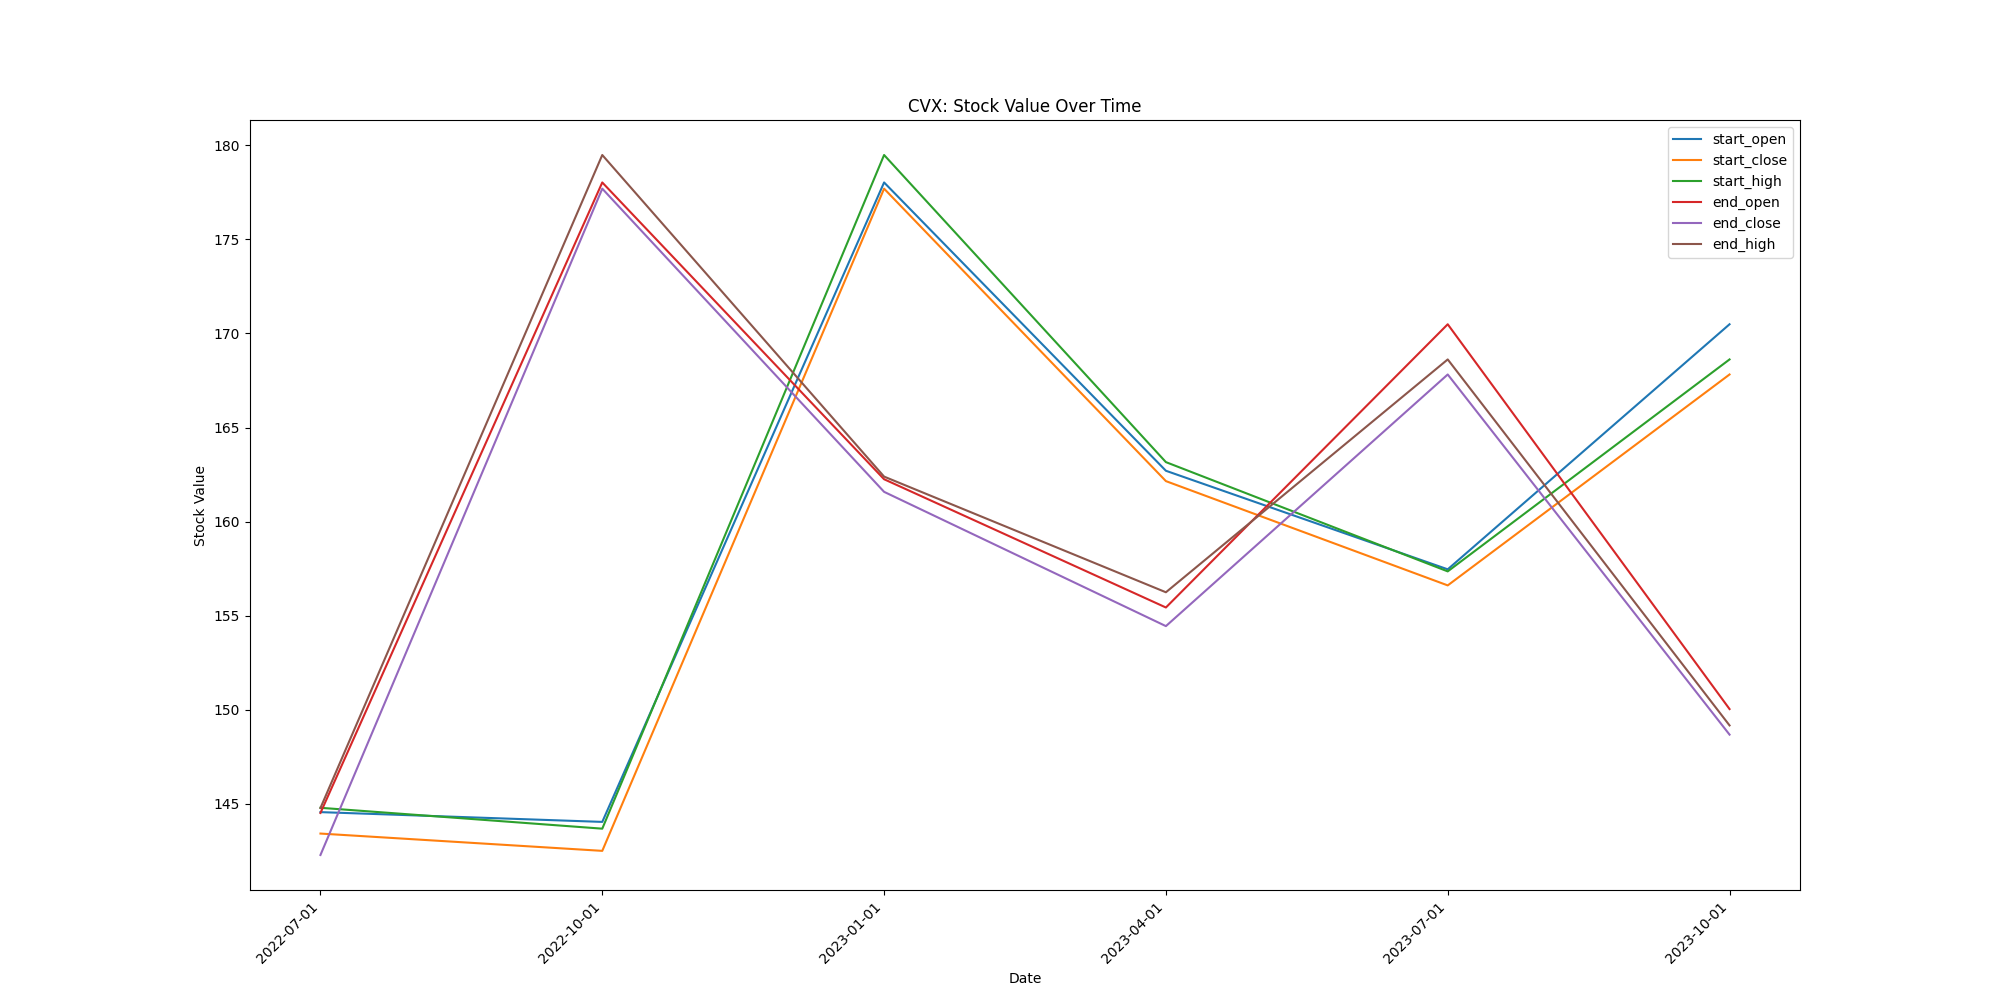 CVX: Stock Value Over Time
start_open
start_close
start_high
end_open
end_close
end_high
Stock Value
180
175
170
165
160
155
150
145
2022-07-01
2022-10-01
2023-01-01
2023-04-01
2023-07-01
2023-10-01
Date